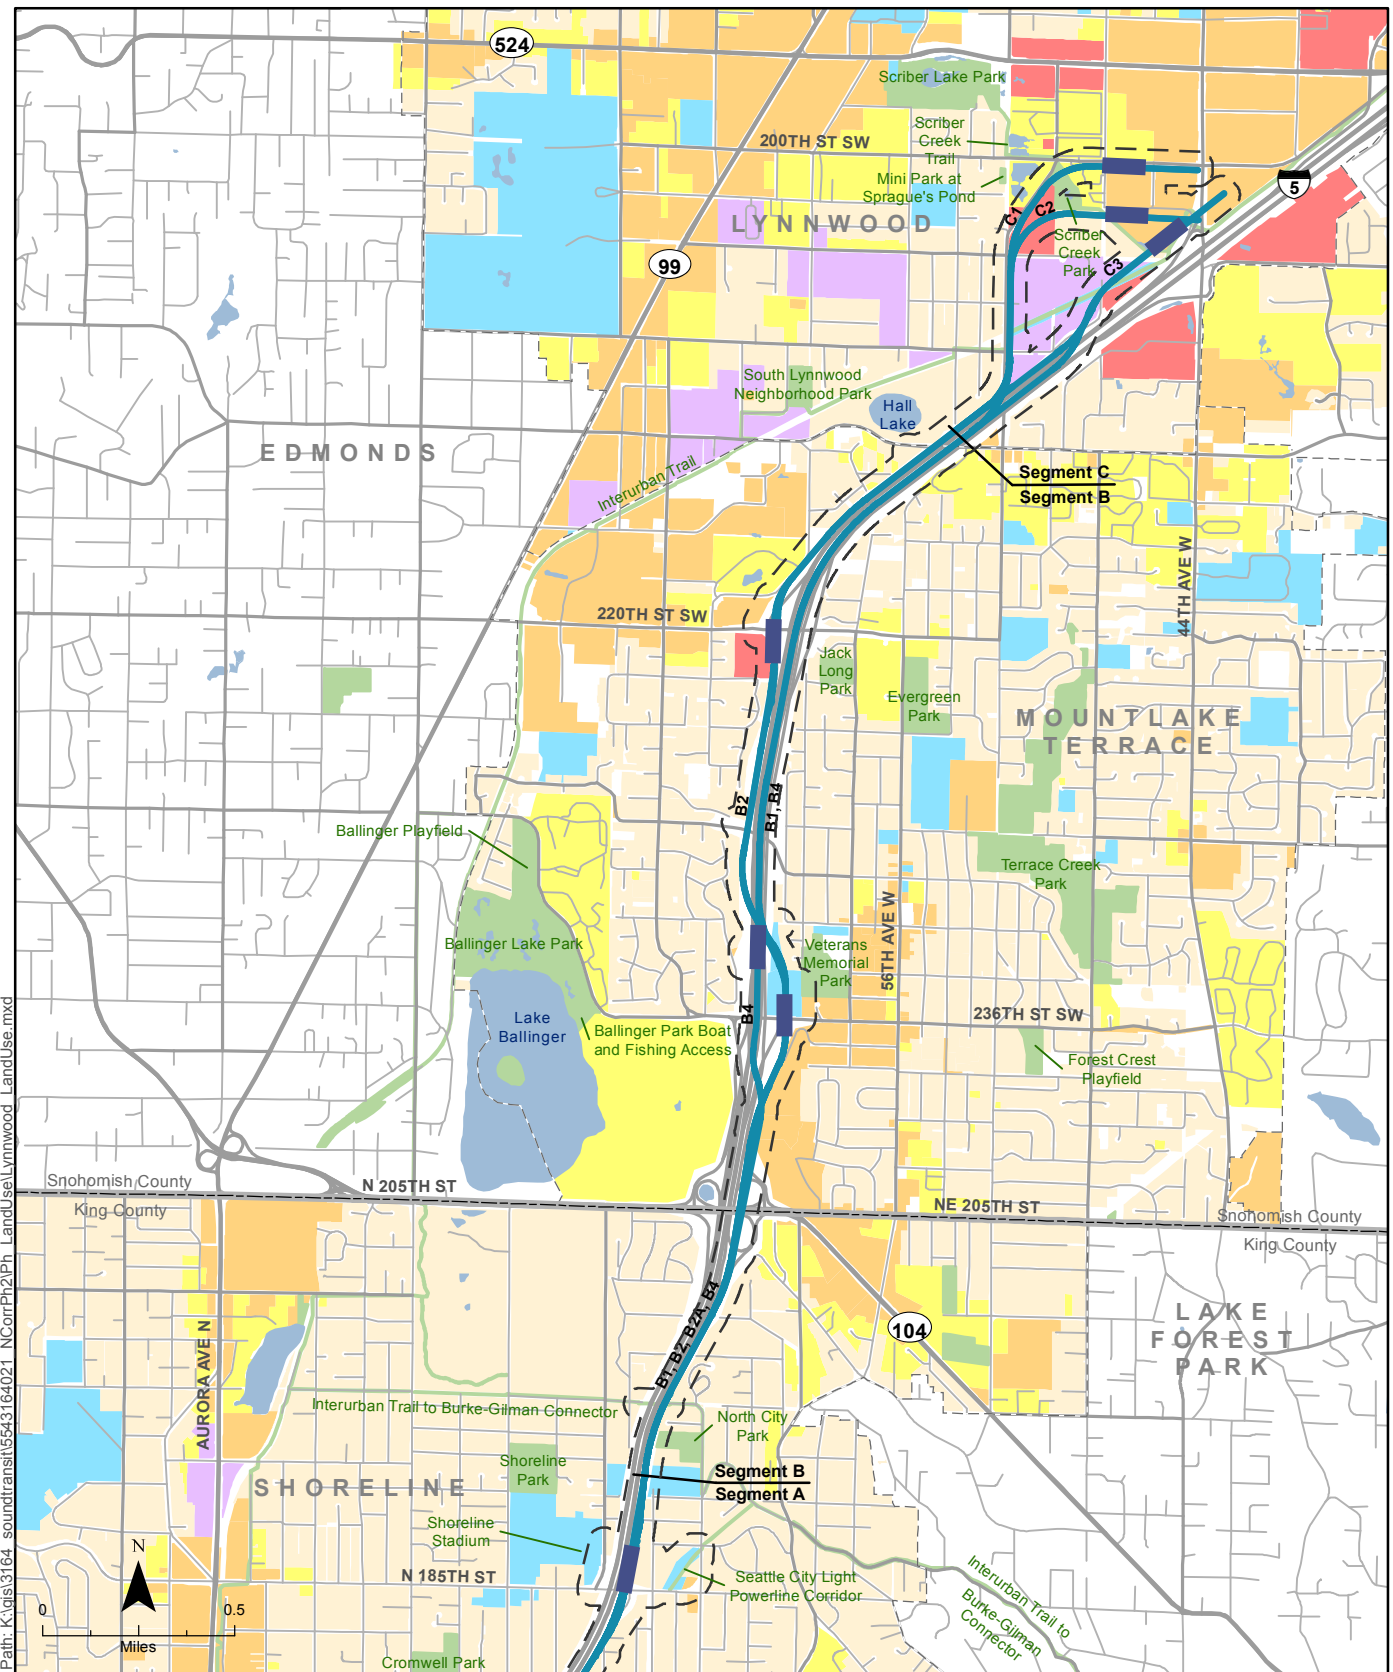 524
Scriber Lake Park
Scriber
Creek
Trail
200TH ST SW
Mini Park at
Sprague's Pond
5
LYNNWOOD
C1
C2
Scriber
Creek
Park
C3
99
South Lynnwood
Neighborhood Park
Hall
Lake
EDMONDS
Interurban Trail
Segment C
Segment B
44TH AVE W
220TH ST SW
Jack
Long
Park
Evergreen
Park
MOUNTLAKE
TERRACE
B2
B1, B4
Ballinger Playfield
Terrace Creek
Park
56TH AVE W
Ballinger Lake Park
Veterans
Memorial
Park
B4
236TH ST SW
Lake
Ballinger
Ballinger Park Boat
and Fishing Access
Forest Crest
Playfield
Snohomish County
King County
N 205TH ST
NE 205TH ST
Snohomish County
King County
B1, B2, B2A, B4
104
LAKE
FOREST
PARK
AURORA AVE N
Interurban Trail to Burke-Gilman Connector
North City
Park
Shoreline
Park
SHORELINE
Segment B
Segment A
Shoreline
Stadium
N 185TH ST
Seattle City Light
Powerline Corridor
Interurban Trail to
Burke-Gilman
Connector
N
0
0.5
Miles
Cromwell Park
Path: K:\gis\3164_soundtransit\5543164021_NCorrPh2\Ph_LandUse\Lynnwood_LandUse.mxd